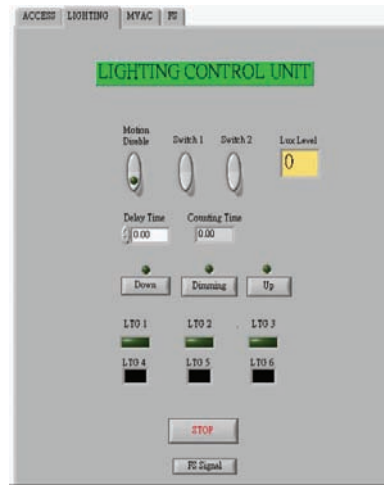 ACCESS LIGHTING MVAC FS
LIGHTING CONTROL UNIT
Motion Disable Switch 1 Switch 2 Lux Level
0
Delay Time Counting Time
0.00 0.00
Down Dimming Up
LTG 1 LTG 2 LTG 3
LTG 4 LTG 5 LTG 6
STOP
FS Signal